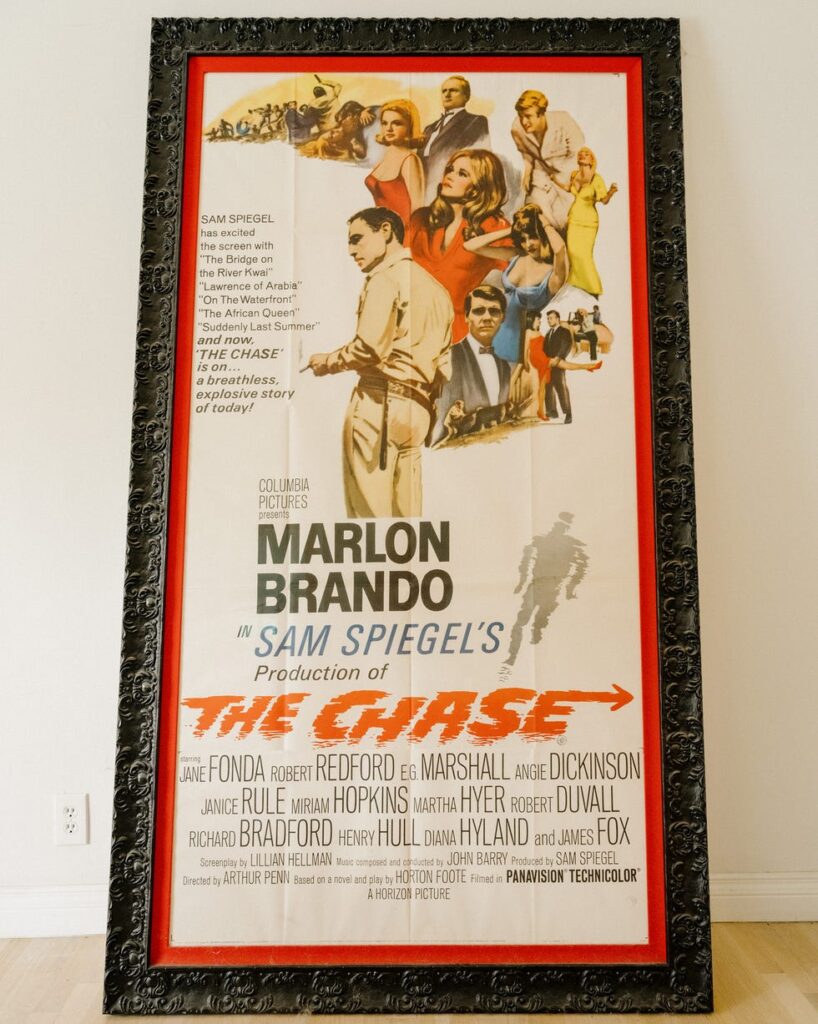 SAM SPIEGEL
has excited
the screen with
"The Bridge on
the River Kwai"
"Lawrence of Arabia"
"On The Waterfront"
"The African Queen"
"Suddenly Last Summer"
and now,
'THE CHASE'
is on...
a breathless,
explosive story
of today!
COLUMBIA
PICTURES
presents
MARLON
BRANDO
IN SAM SPIEGEL'S
Production of
THE CHASE
starring
JANE FONDA ROBERT REDFORD E.G. MARSHALL ANGIE DICKINSON
JANICE RULE MIRIAM HOPKINS MARTHA HYER ROBERT DUVALL
RICHARD BRADFORD HENRY HULL DIANA HYLAND and JAMES FOX
Screenplay by LILLIAN HELLMAN Music composed and conducted by JOHN BARRY Produced by SAM SPIEGEL
Directed by ARTHUR PENN Based on a novel and play by HORTON FOOTE Filmed in PANAVISION® TECHNICOLOR®
A HORIZON PICTURE